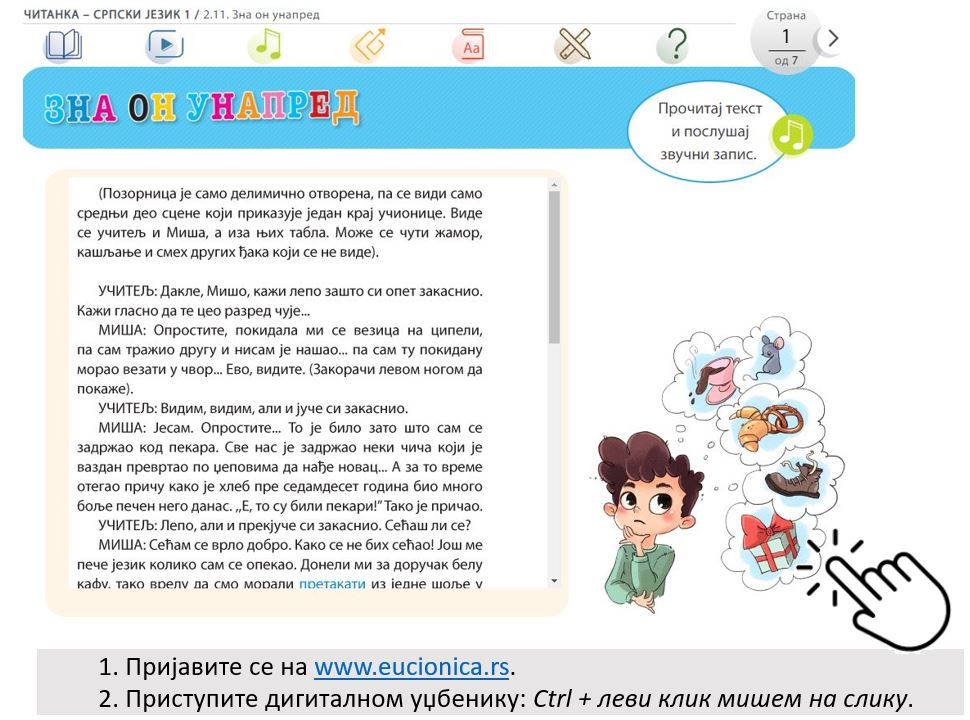 ЧИТАНКА – СРПСКИ ЈЕЗИК 1 / 2.11. Зна он унапред
Страна
1
од 7
Аа
?
ЗНА ОН УНАПРЕД
Прочитај текст
и послушај
звучни запис.
(Позорница је само делимично отворена, па се види само
средњи део сцене који приказује један крај учионице. Виде
се учитељ и Миша, а иза њих табла. Може се чути жамор,
кашљање и смех других ђака који се не виде).
УЧИТЕЉ: Дакле, Мишо, кажи лепо зашто си опет закаснио.
Кажи гласно да те цео разред чује...
МИША: Опростите, покидала ми се везица на ципели,
па сам тражио другу и нисам је нашао... па сам ту покидану
морао везати у чвор... Ево, видите. (Закорачи левом ногом да
покаже).
УЧИТЕЉ: Видим, видим, али и јуче си закаснио.
МИША: Јесам. Опростите... То је било зато што сам се
задржао код пекара. Све нас је задржао неки чича који је
ваздан превртао по џеповима да нађе новац... А за то време
отегао причу како је хлеб пре седамдесет година био много
боље печен него данас. „Е, то су били пекари!” Тако је причао.
УЧИТЕЉ: Лепо, али и прекјуче си закаснио. Сећаш ли се?
МИША: Сећам се врло добро. Како се не бих сећао! Још ме
пече језик колико сам се опекао. Донели ми за доручак белу
кафу, тако врелу да смо морали претакати из једне шоље у
1. Пријавите се на www.eucionica.rs.
2. Приступите дигиталном уџбенику: Ctrl + леви клик мишем на слику.